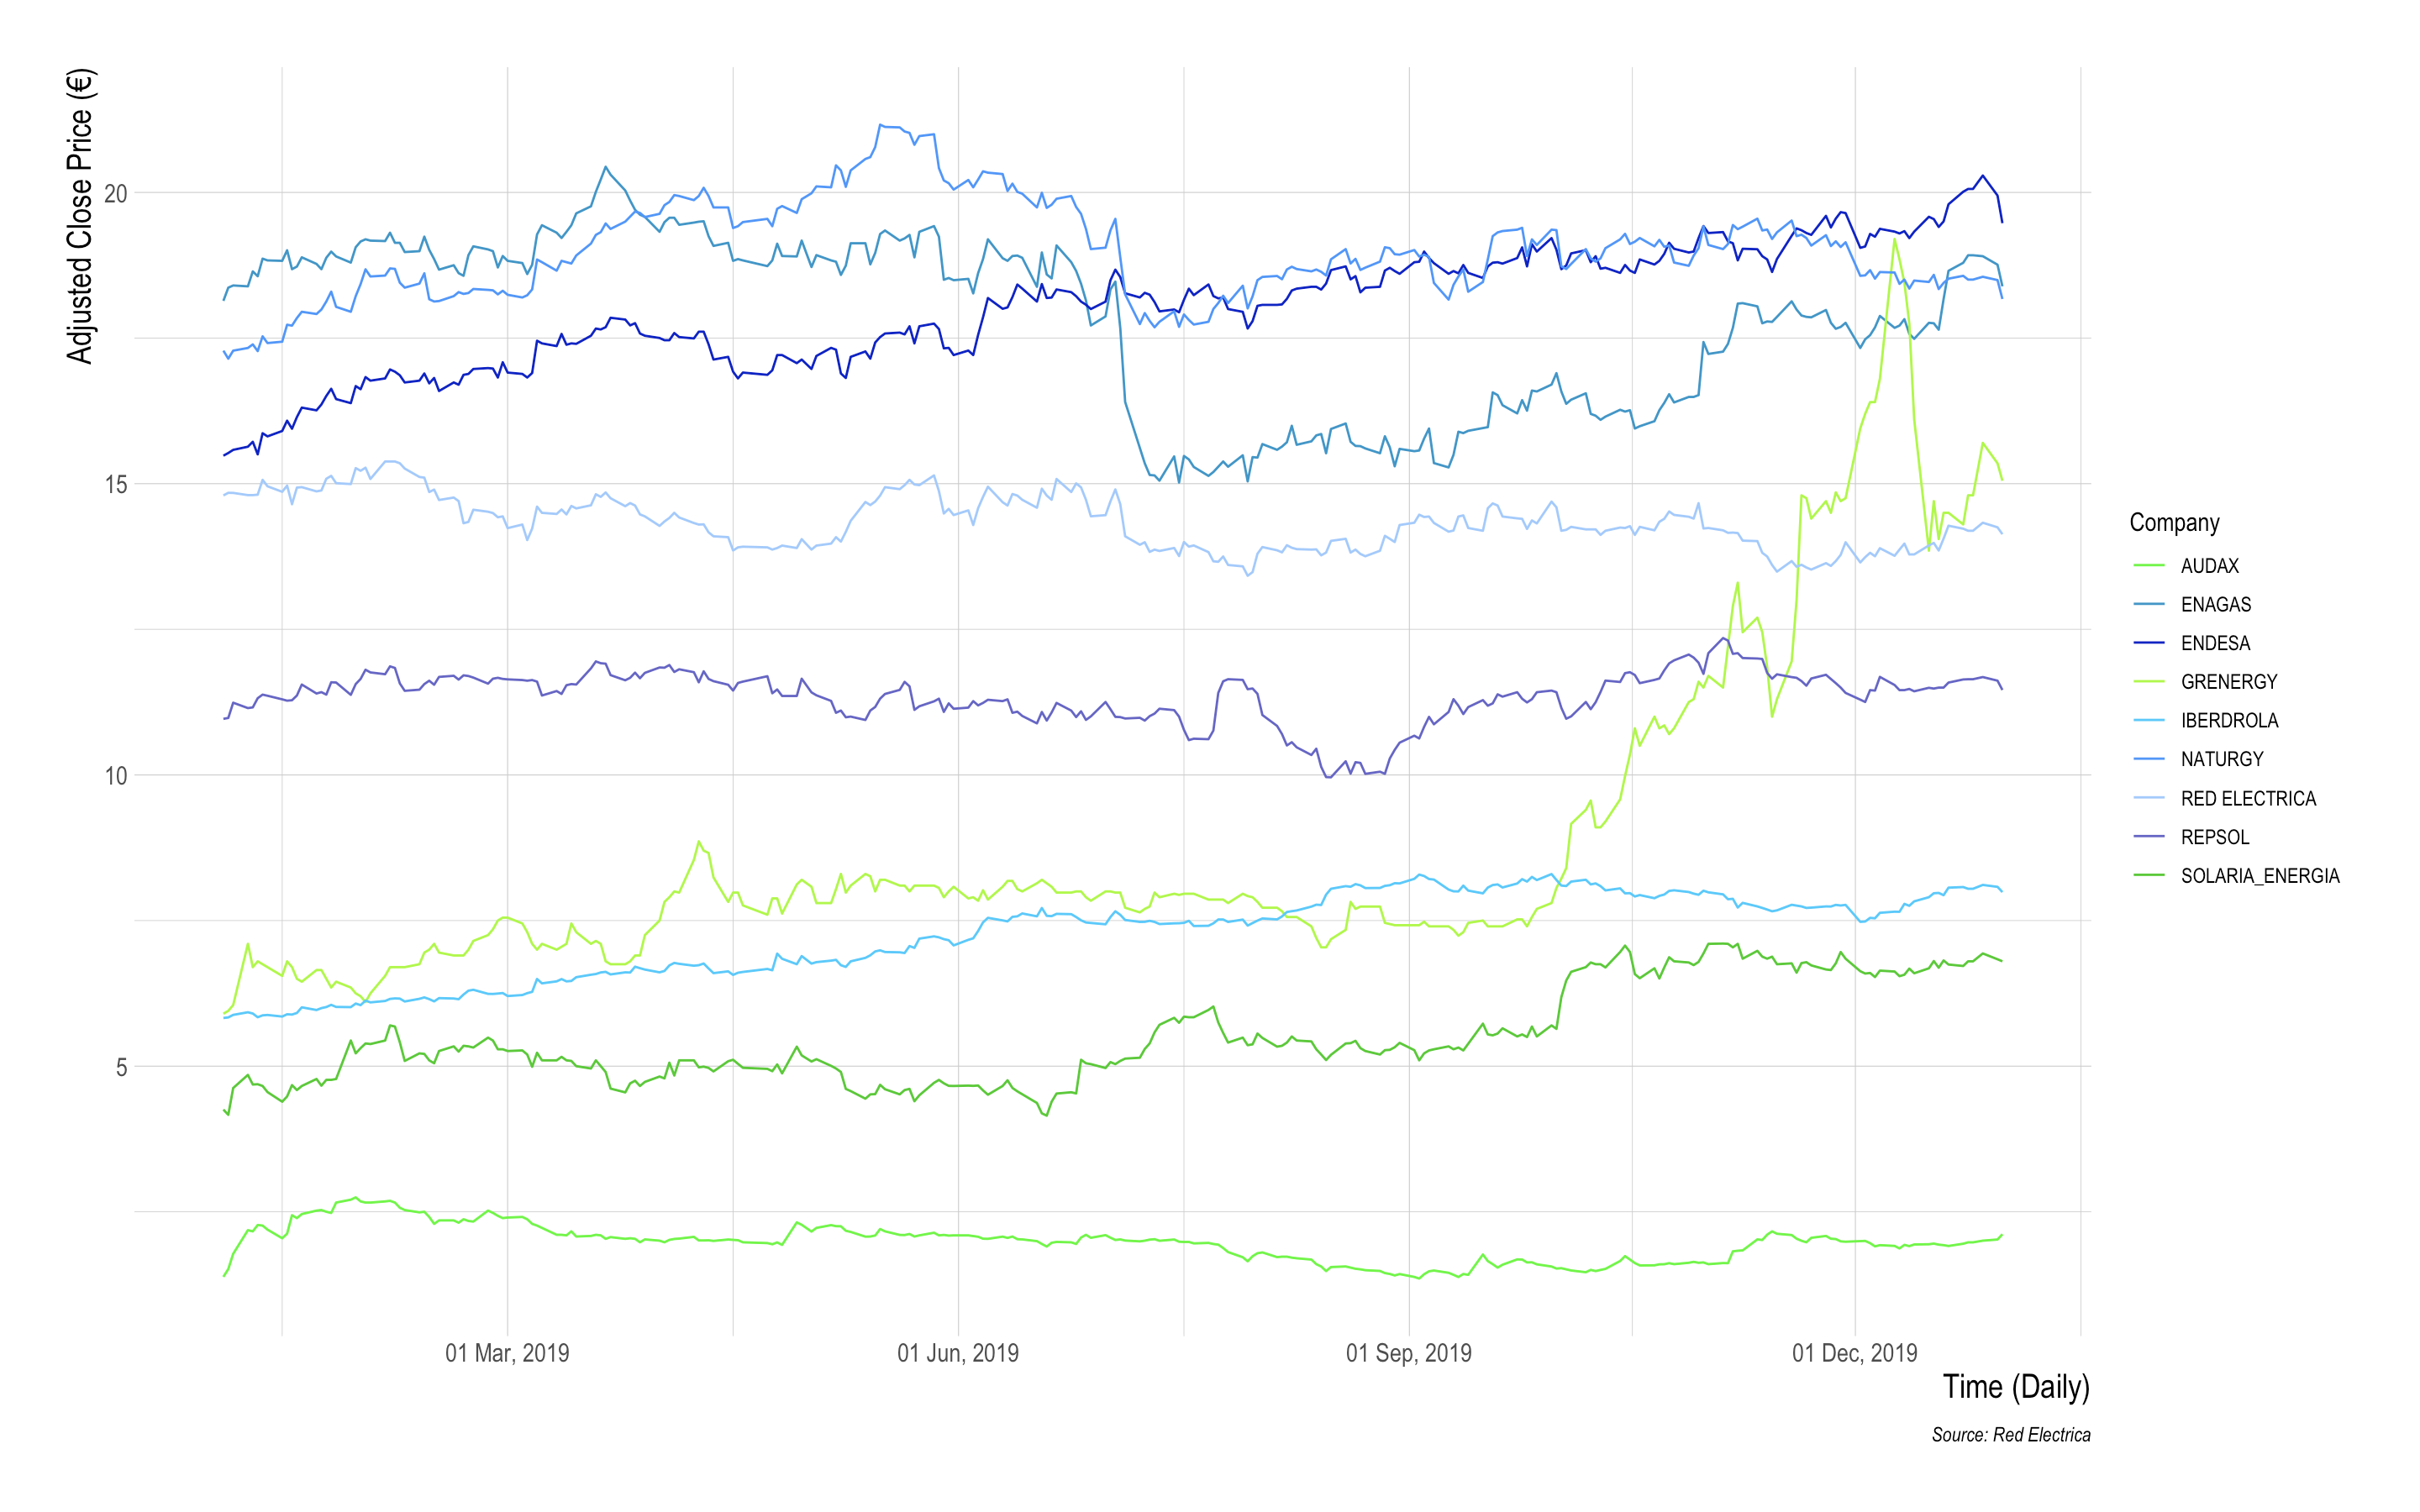 Adjusted Close Price (€)
20
15
10
5
01 Mar, 2019
01 Jun, 2019
01 Sep, 2019
01 Dec, 2019
Time (Daily)
Source: Red Electrica
Company
AUDAX
ENAGAS
ENDESA
GRENERGY
IBERDROLA
NATURGY
RED ELECTRICA
REPSOL
SOLARIA_ENERGIA